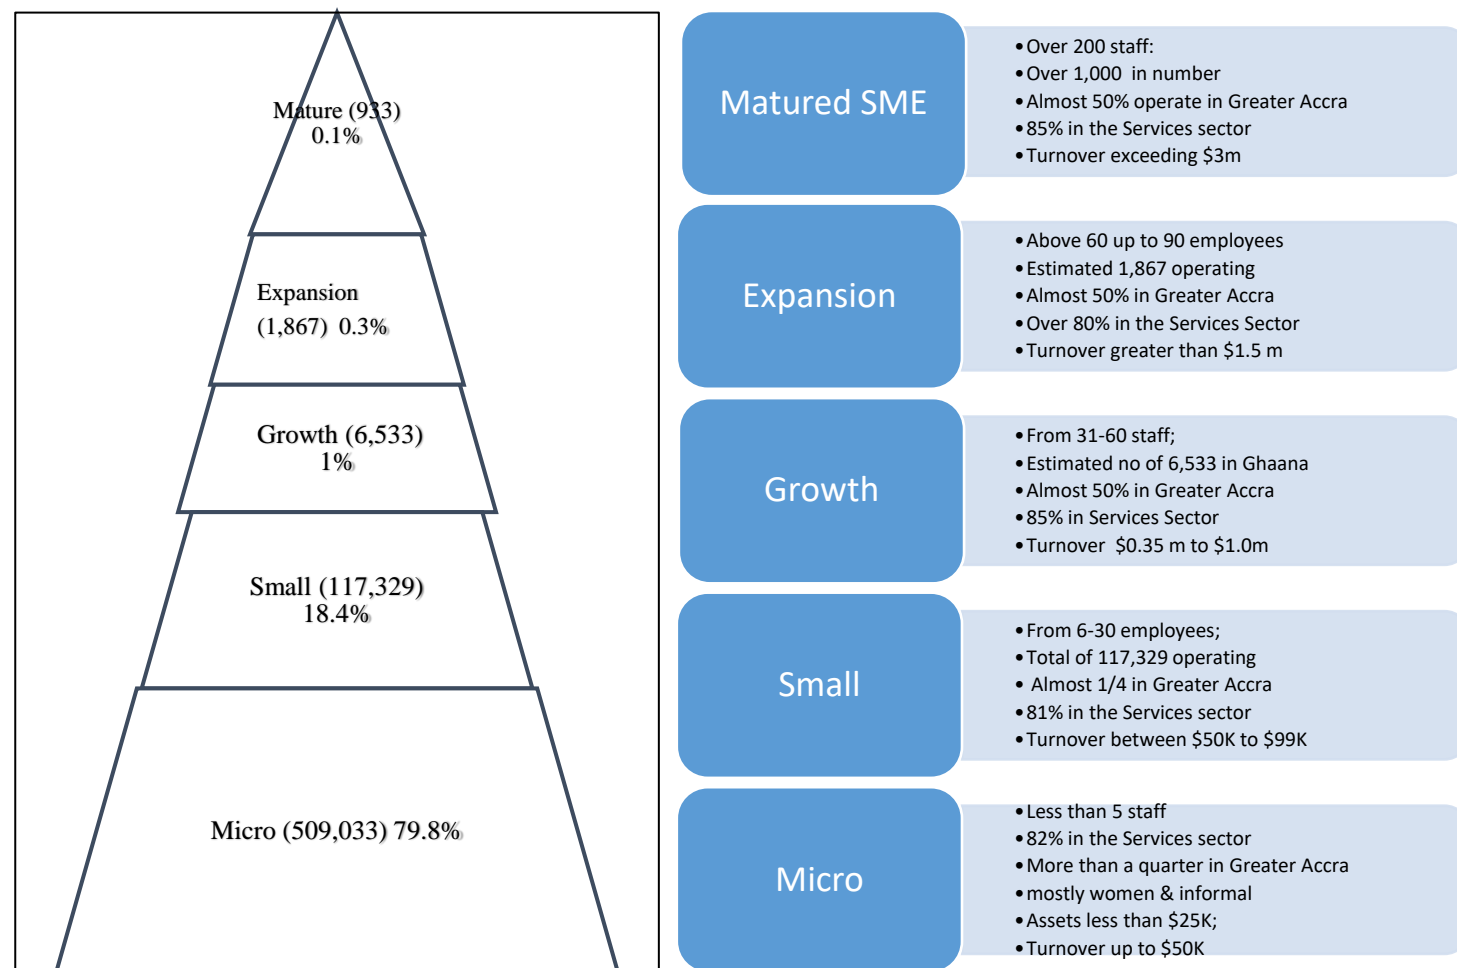 Mature (933)
0.1%
Expansion
(1,867) 0.3%
Growth (6,533)
1%
Small (117,329)
18.4%
Micro (509,033) 79.8%
Matured SME
•Over 200 staff:
•Over 1,000 in number
•Almost 50% operate in Greater Accra
•85% in the Services sector
•Turnover exceeding $3m
Expansion
•Above 60 up to 90 employees
•Estimated 1,867 operating
•Almost 50% in Greater Accra
•Over 80% in the Services Sector
•Turnover greater than $1.5 m
Growth
•From 31-60 staff;
•Estimated no of 6,533 in Ghaana
•Almost 50% in Greater Accra
•85% in Services Sector
•Turnover $0.35 m to $1.0m
Small
•From 6-30 employees;
•Total of 117,329 operating
• Almost 1/4 in Greater Accra
•81% in the Services sector
•Turnover between $50K to $99K
Micro
•Less than 5 staff
•82% in the Services sector
•More than a quarter in Greater Accra
•mostly women & informal
•Assets less than $25K;
•Turnover up to $50K